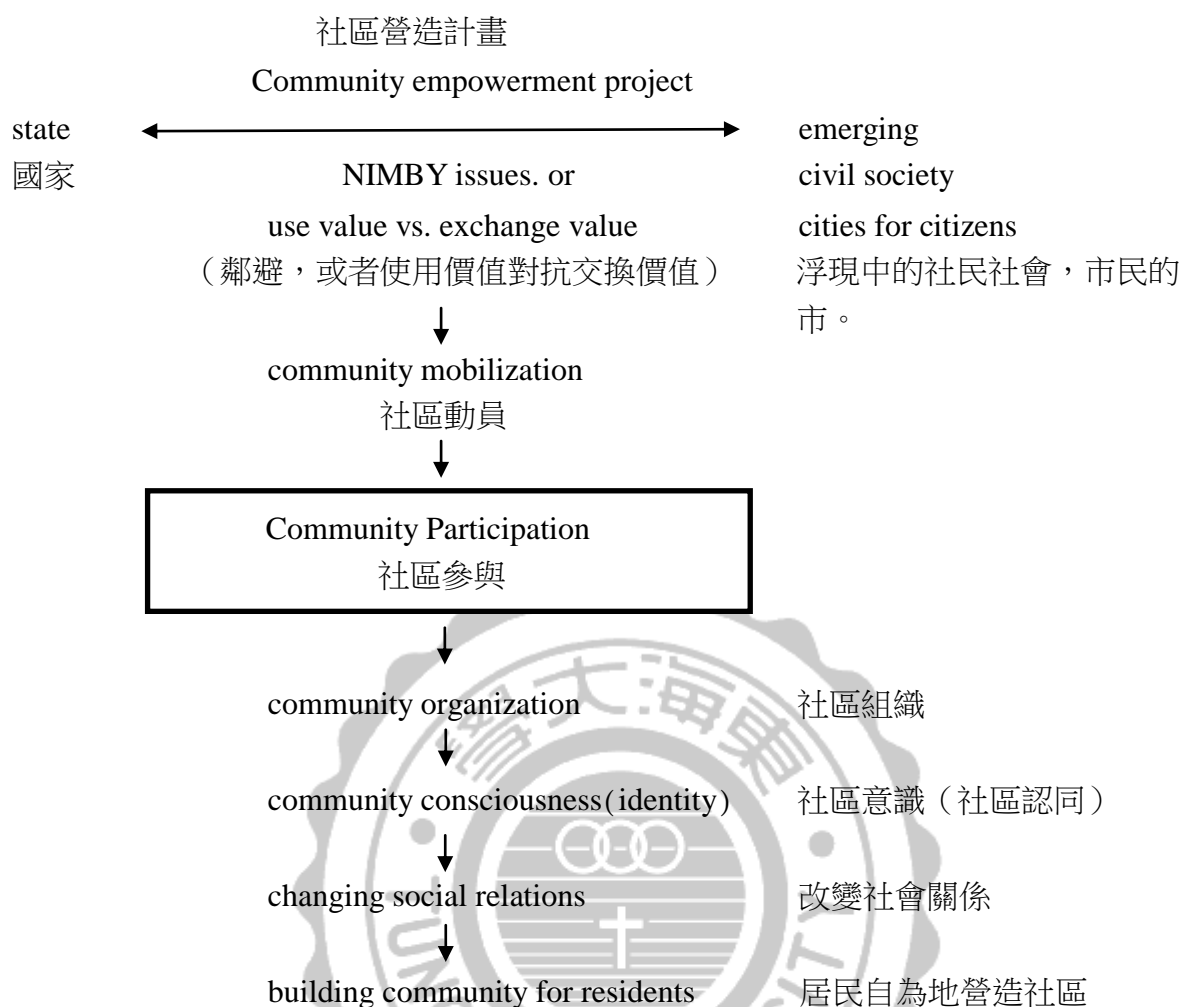 社區營造計畫
Community empowerment project
state
emerging
國家
NIMBY issues. or
civil society
use value vs. exchange value
cities for citizens
（鄰避，或者使用價值對抗交換價值）
浮現中的社民社會，市民的
市。
community mobilization
社區動員
Community Participation
社區參與
學大海東
community organization
社區組織
community consciousness(identity)
社區意識（社區認同）
changing social relations
改變社會關係
building community for residents
居民自為地營造社區